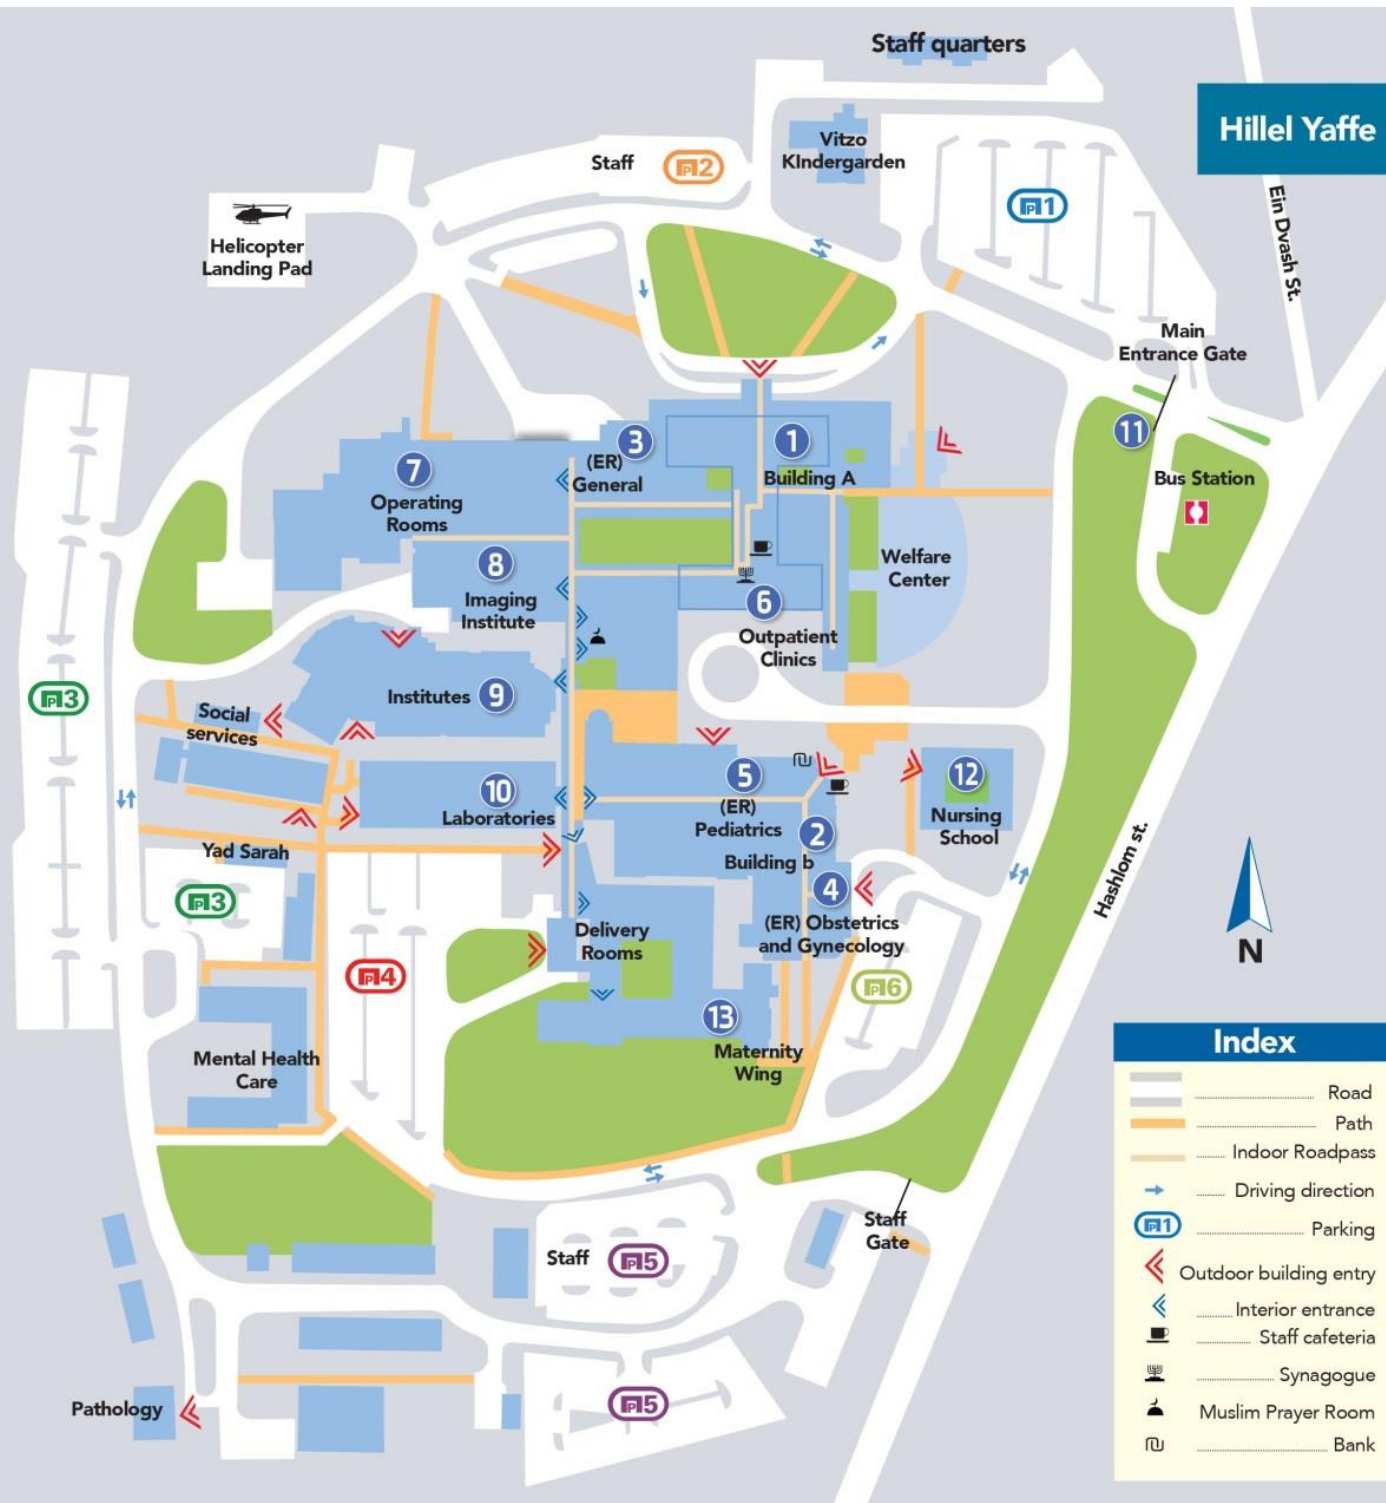 Staff quarters
Hillel Yaffe
Vitzo
KIndergarden
Staff
P2
P1
Ein Dvash St.
Helicopter
Landing Pad
Main
Entrance Gate
11
Bus Station
3
(ER)
General
1
Building A
7
Operating
Rooms
8
Imaging
Institute
Welfare
Center
6
Outpatient
Clinics
P3
Institutes 9
Social
services
5
(ER)
Pediatrics
12
Nursing
School
10
Laboratories
2
Building b
Yad Sarah
P3
4
(ER) Obstetrics
and Gynecology
Hashlom st.
Delivery
Rooms
N
P4
P6
13
Maternity
Wing
Mental Health
Care
Staff
Gate
Staff P5
P5
Pathology
Index
Road
Path
Indoor Roadpass
Driving direction
P1 Parking
Outdoor building entry
Interior entrance
Staff cafeteria
Synagogue
Muslim Prayer Room
Bank